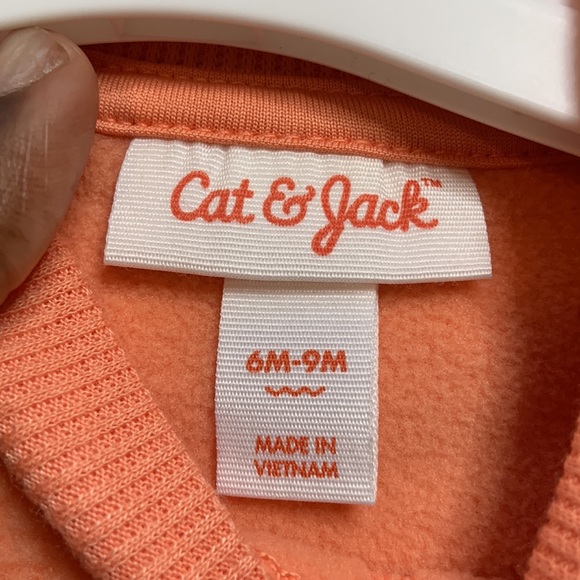 Cat & Jack™
6M-9M
MADE IN
VIETNAM